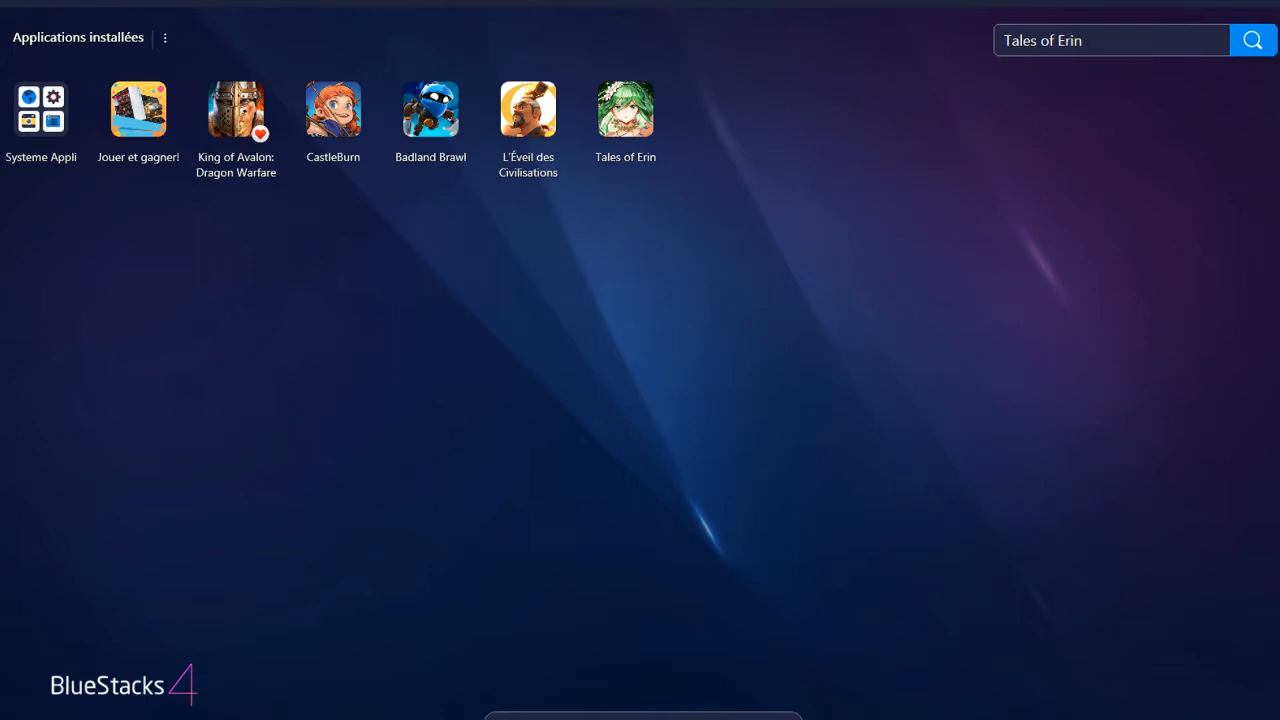 Applications installées
Tales of Erin
Systeme Appli
Jouer et gagner!
King of Avalon:
Dragon Warfare
CastleBurn
Badland Brawl
L'Éveil des
Civilisations
Tales of Erin
BlueStacks 4